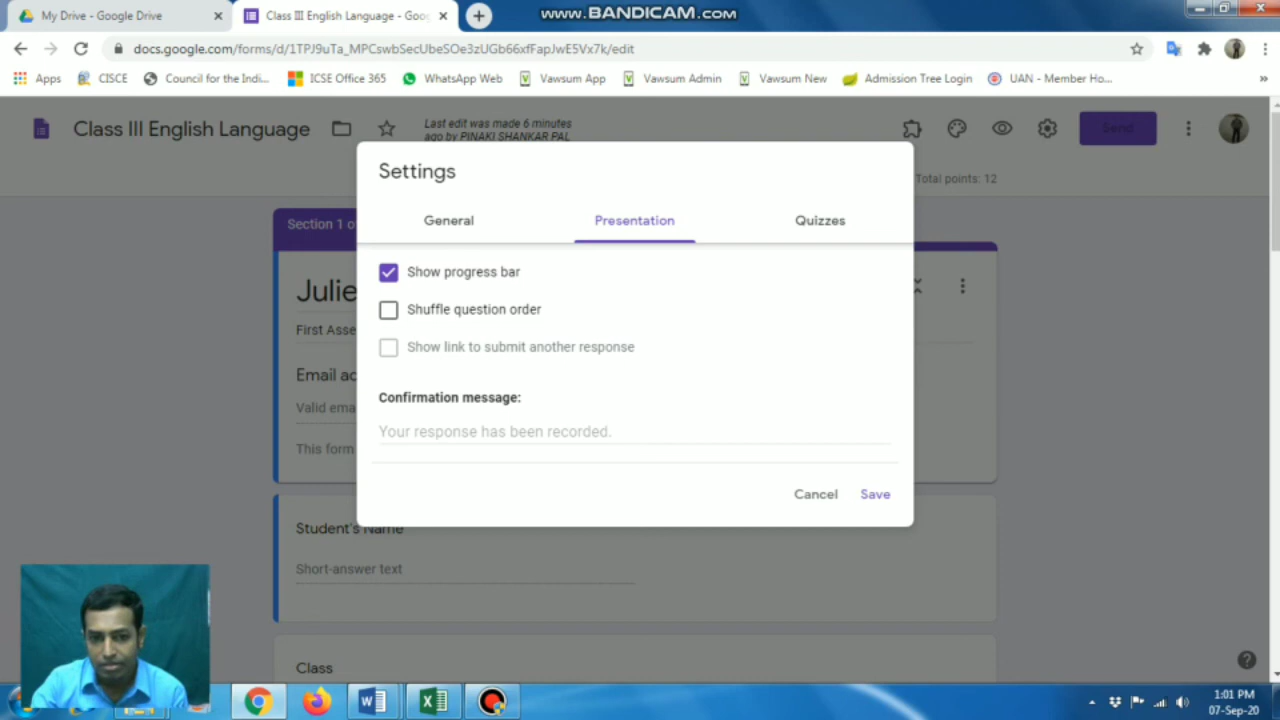 My Drive - Google Drive
Class III English Language - Goo
www.BANDICAM.com
docs.google.com/forms/d/1TPJ9uTa_MPCswbSecUbeSOe3zUGb66xfFapJwE5Vx7k/edit
Apps
CISCE
Council for the Indi...
ICSE Office 365
WhatsApp Web
Vawsum App
Vawsum Admin
Vawsum New
Admission Tree Login
UAN - Member Ho...
»
Class III English Language
Last edit was made 6 minutes
ago by PINAKI SHANKAR PAL
Send
Total points: 12
Settings
General
Presentation
Quizzes
Section 1 o
Show progress bar
Julie
Shuffle question order
First Asse
Show link to submit another response
Email ad
Confirmation message:
Valid ema
Your response has been recorded.
This form
Cancel
Save
Student's Name
Short-answer text
Class
1:01 PM
07-Sep-20